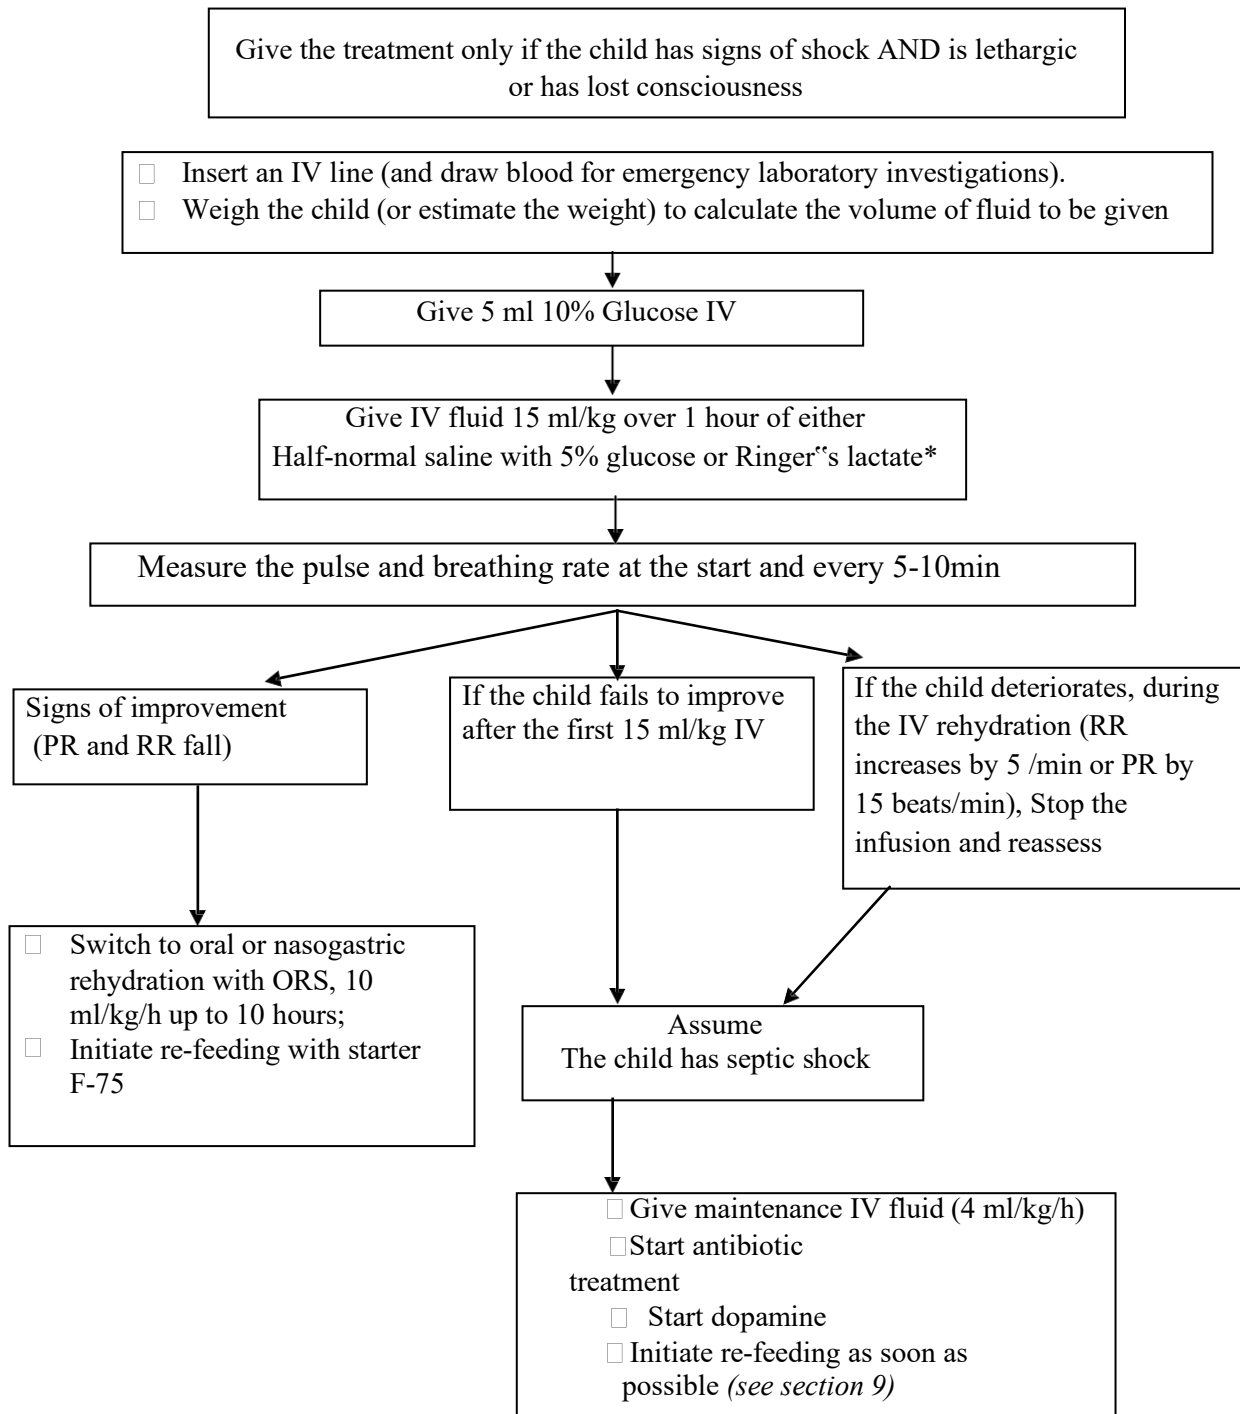 Give the treatment only if the child has signs of shock AND is lethargic
or has lost consciousness
Insert an IV line (and draw blood for emergency laboratory investigations).
Weigh the child (or estimate the weight) to calculate the volume of fluid to be given
Give 5 ml 10% Glucose IV
Give IV fluid 15 ml/kg over 1 hour of either
Half-normal saline with 5% glucose or Ringer‟s lactate*
Measure the pulse and breathing rate at the start and every 5-10min
Signs of improvement
(PR and RR fall)
If the child fails to improve
after the first 15 ml/kg IV
If the child deteriorates, during
the IV rehydration (RR
increases by 5 /min or PR by
15 beats/min), Stop the
infusion and reassess
Switch to oral or nasogastric
rehydration with ORS, 10
ml/kg/h up to 10 hours;
Initiate re-feeding with starter
F-75
Assume
The child has septic shock
Give maintenance IV fluid (4 ml/kg/h)
Start antibiotic
treatment
Start dopamine
Initiate re-feeding as soon as
possible (see section 9)